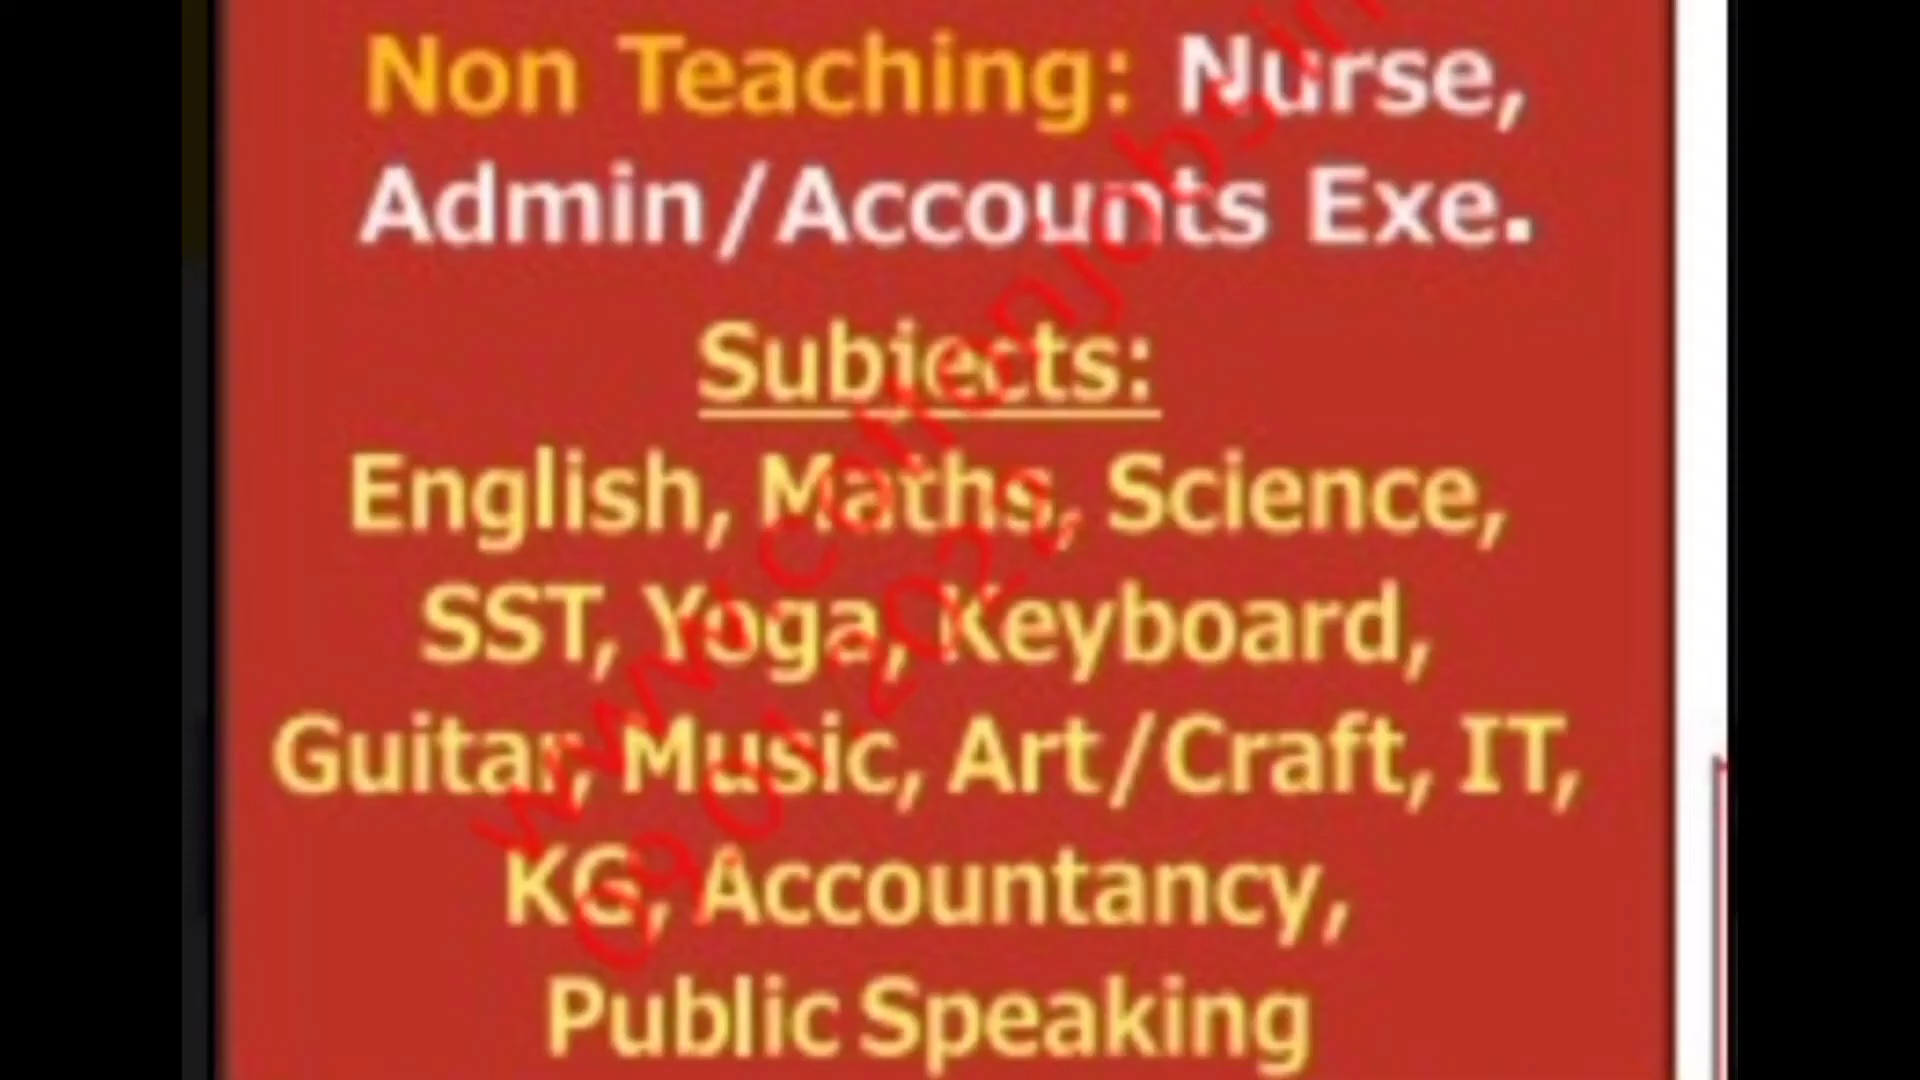 Non Teaching: Nurse,
Admin/Accounts Exe.
Subjects:
English, Maths, Science,
SST, Yoga, Keyboard,
Guitar, Music, Art/Craft, IT,
KG, Accountancy,
Public Speaking